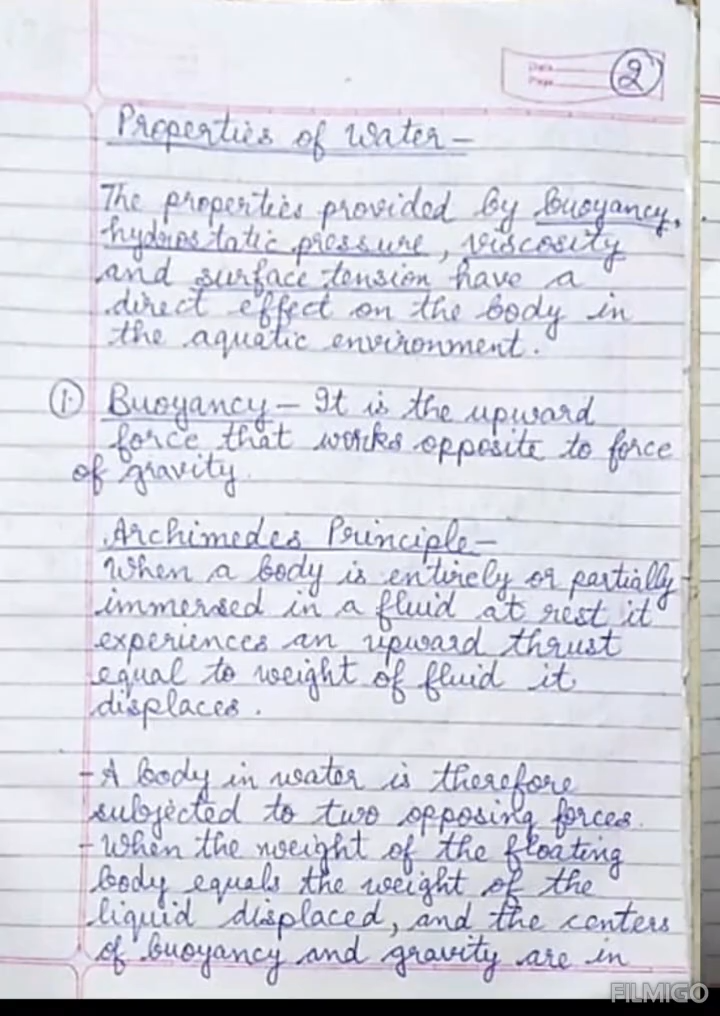 2
Properties of Water -
The properties provided by buoyancy,
hydrostatic pressure, viscosity
and surface tension have a
direct effect on the body in
the aquatic environment.
1. Buoyancy - It is the upward
force that works opposite to force
of gravity.
Archimedes Principle -
When a body is entirely or partially
immersed in a fluid at rest it
experiences an upward thrust
equal to weight of fluid it
displaces.
- A body in water is therefore
subjected to two opposing forces.
- When the weight of the floating
body equals the weight of the
liquid displaced, and the centers
of buoyancy and gravity are in
FILMIGO